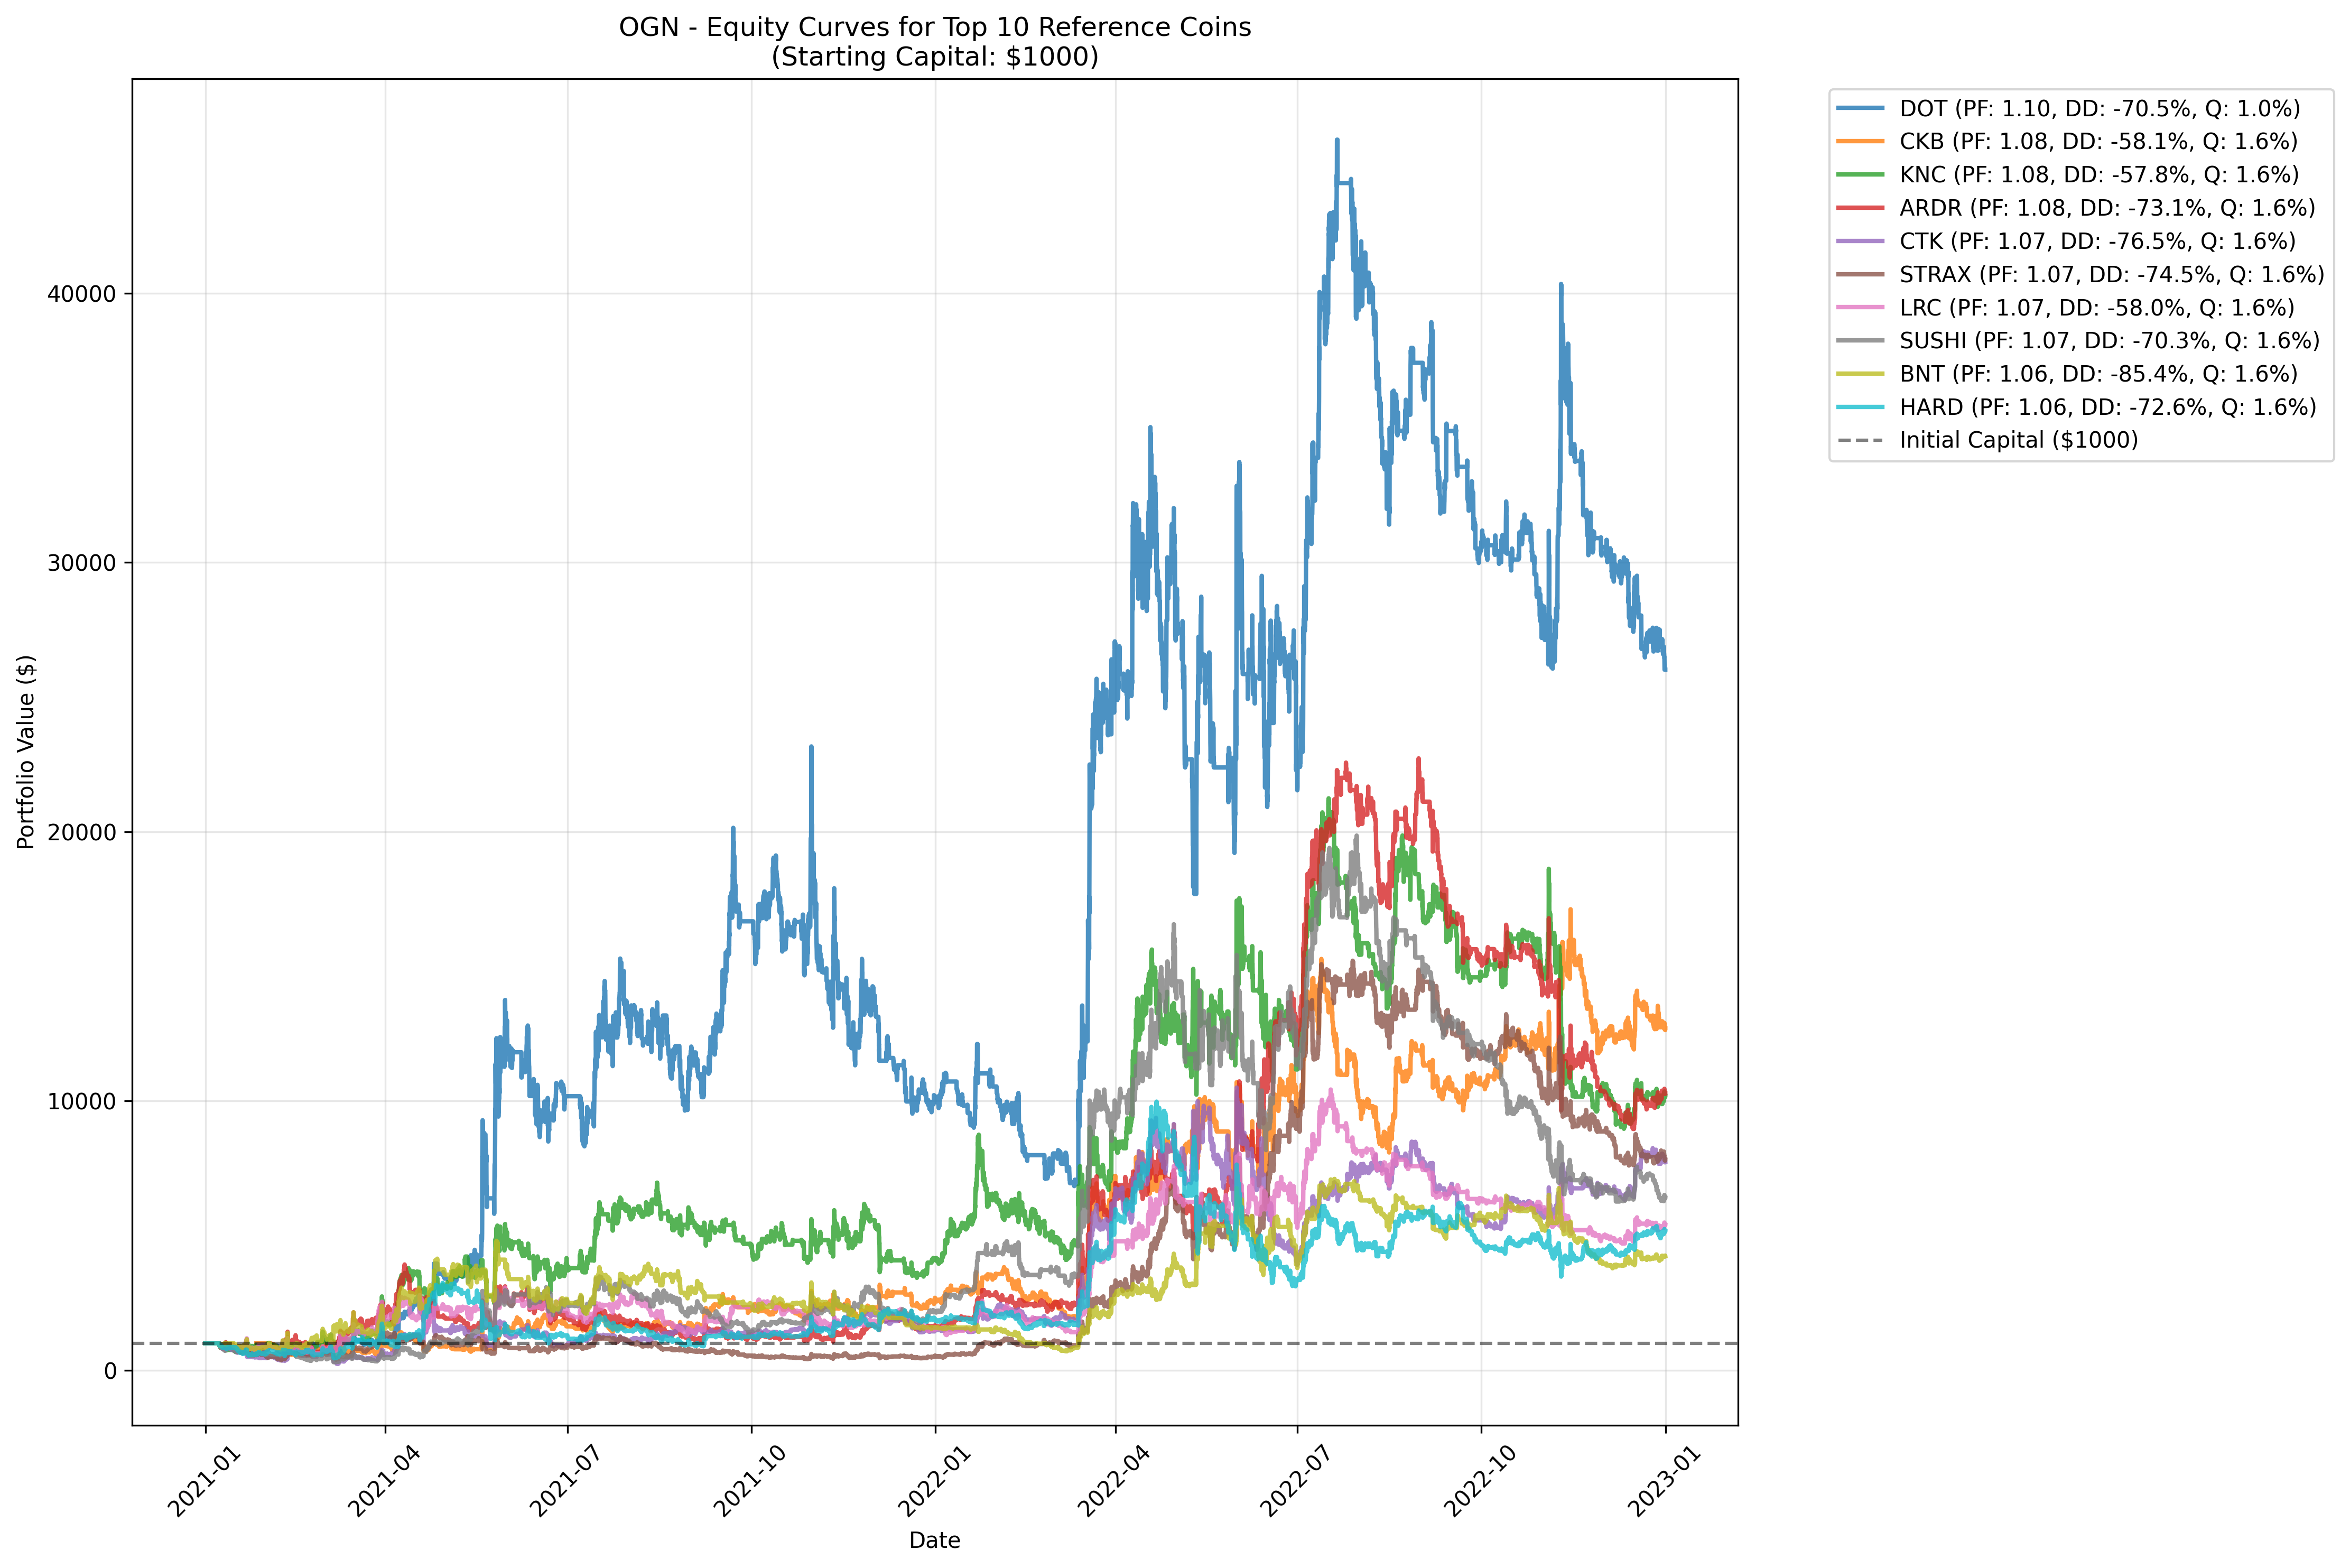 OGN - Equity Curves for Top 10 Reference Coins
(Starting Capital: $1000)
DOT (PF: 1.10, DD: -70.5%, Q: 1.0%)
CKB (PF: 1.08, DD: -58.1%, Q: 1.6%)
KNC (PF: 1.08, DD: -57.8%, Q: 1.6%)
ARDR (PF: 1.08, DD: -73.1%, Q: 1.6%)
CTK (PF: 1.07, DD: -76.5%, Q: 1.6%)
STRAX (PF: 1.07, DD: -74.5%, Q: 1.6%)
LRC (PF: 1.07, DD: -58.0%, Q: 1.6%)
SUSHI (PF: 1.07, DD: -70.3%, Q: 1.6%)
BNT (PF: 1.06, DD: -85.4%, Q: 1.6%)
HARD (PF: 1.06, DD: -72.6%, Q: 1.6%)
Initial Capital ($1000)
Portfolio Value ($)
40000
30000
20000
10000
0
2021-01
2021-04
2021-07
2021-10
2022-01
2022-04
2022-07
2022-10
2023-01
Date